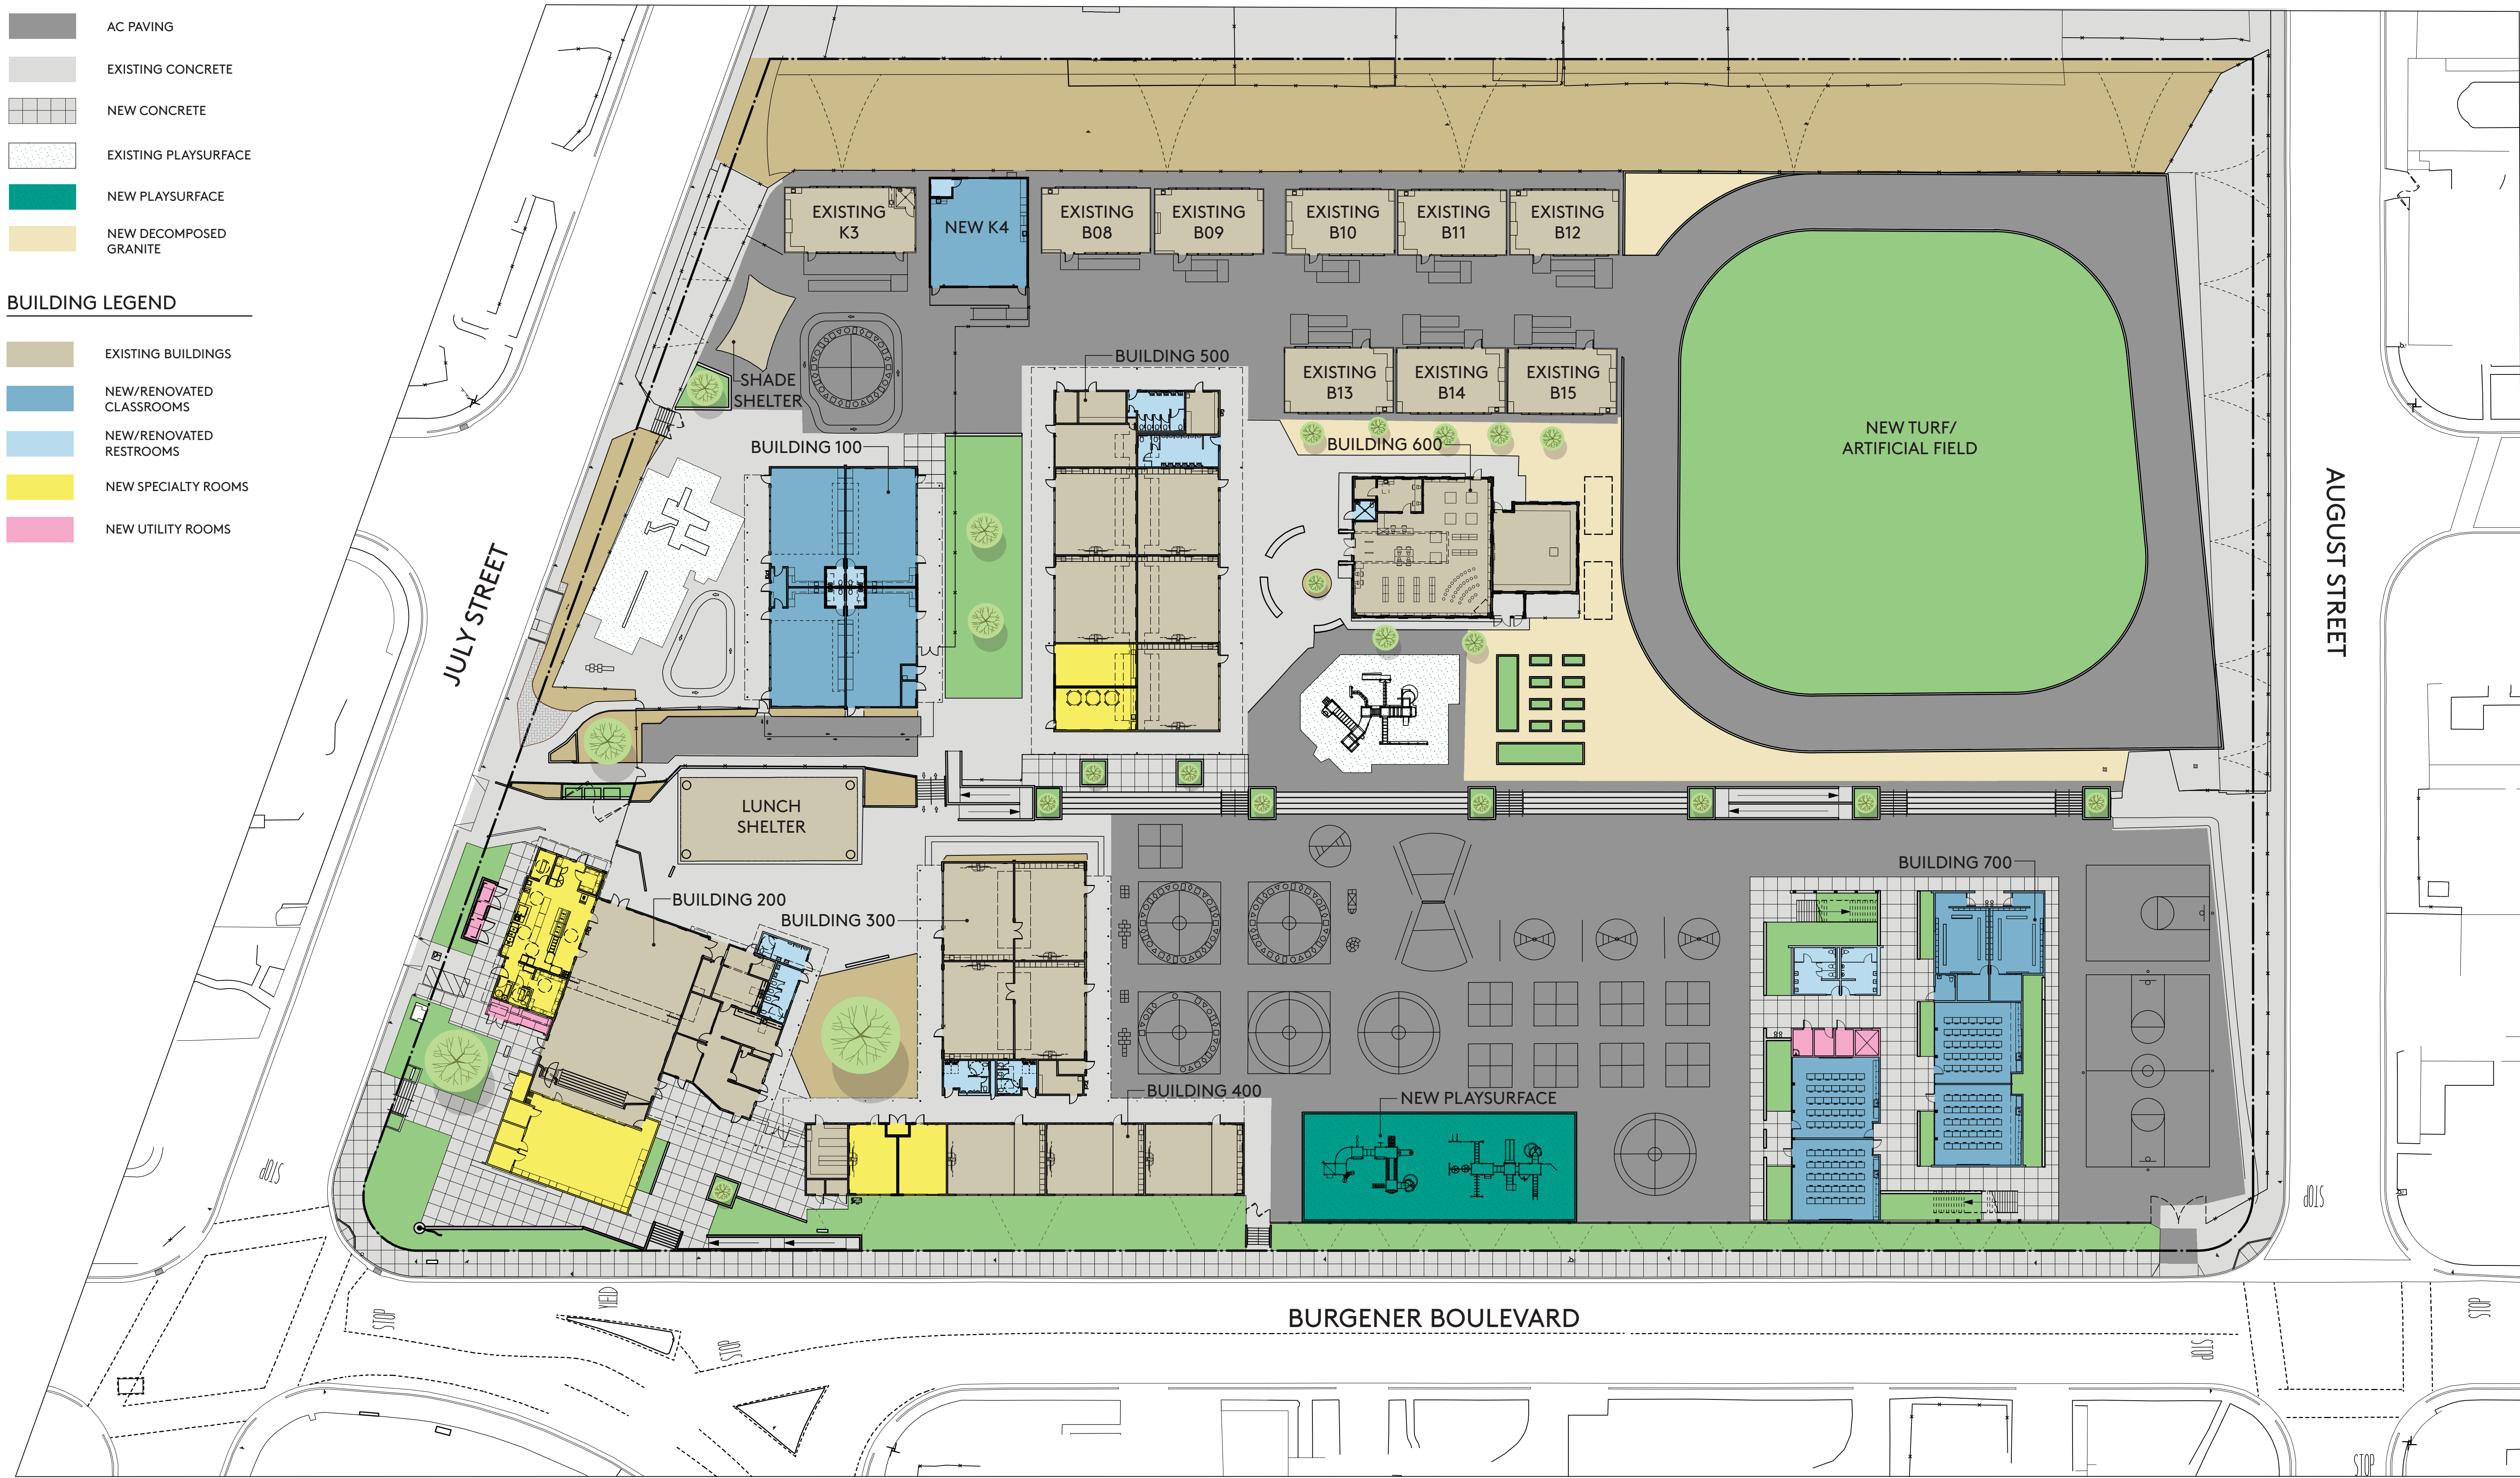 AC PAVING
EXISTING CONCRETE
NEW CONCRETE
EXISTING PLAYSURFACE
NEW PLAYSURFACE
NEW DECOMPOSED
GRANITE
BUILDING LEGEND
EXISTING BUILDINGS
NEW/RENOVATED
CLASSROOMS
NEW/RENOVATED
RESTROOMS
NEW SPECIALTY ROOMS
NEW UTILITY ROOMS
EXISTING
K3
NEW K4
EXISTING
B08
EXISTING
B09
EXISTING
B10
EXISTING
B11
EXISTING
B12
SHADE
SHELTER
BUILDING 500
EXISTING
B13
EXISTING
B14
EXISTING
B15
BUILDING 100
BUILDING 600
NEW TURF/
ARTIFICIAL FIELD
JULY STREET
AUGUST STREET
LUNCH
SHELTER
BUILDING 200
BUILDING 300
BUILDING 700
BUILDING 400
NEW PLAYSURFACE
STOP
STOP
BURGENER BOULEVARD
YIELD
STOP
STOP
STOP
STOP
STOP